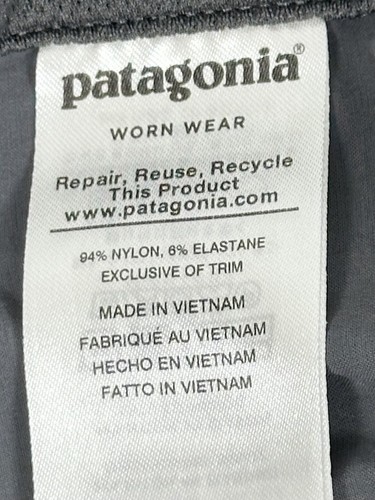 patagonia®
WORN WEAR
Repair, Reuse, Recycle
This Product
www.patagonia.com
94% NYLON, 6% ELASTANE
EXCLUSIVE OF TRIM
MADE IN VIETNAM
FABRIQUÉ AU VIETNAM
HECHO EN VIETNAM
FATTO IN VIETNAM